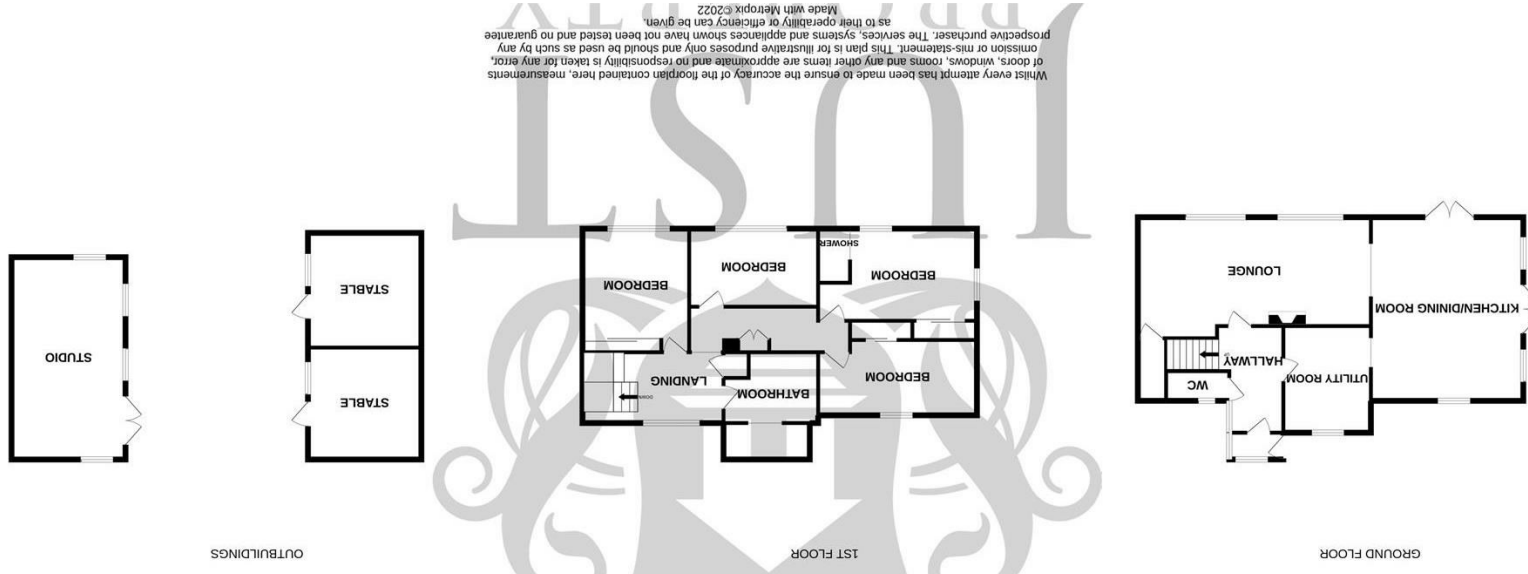 GROUND FLOOR
1ST FLOOR
OUTBUILDINGS
UTILITY ROOM
HALLWAY
WC
KITCHEN/DINING ROOM
LOUNGE
BEDROOM
BATHROOM
LANDING
DOWN
BEDROOM
SHOWER
BEDROOM
BEDROOM
STABLE
STABLE
STUDIO
JUST
PROPERTY
Whilst every attempt has been made to ensure the accuracy of the floorplan contained here, measurements
of doors, windows, rooms and any other items are approximate and no responsibility is taken for any error,
omission or mis-statement. This plan is for illustrative purposes only and should be used as such by any
prospective purchaser. The services, systems and appliances shown have not been tested and no guarantee
as to their operability or efficiency can be given.
Made with Metropix ©2022